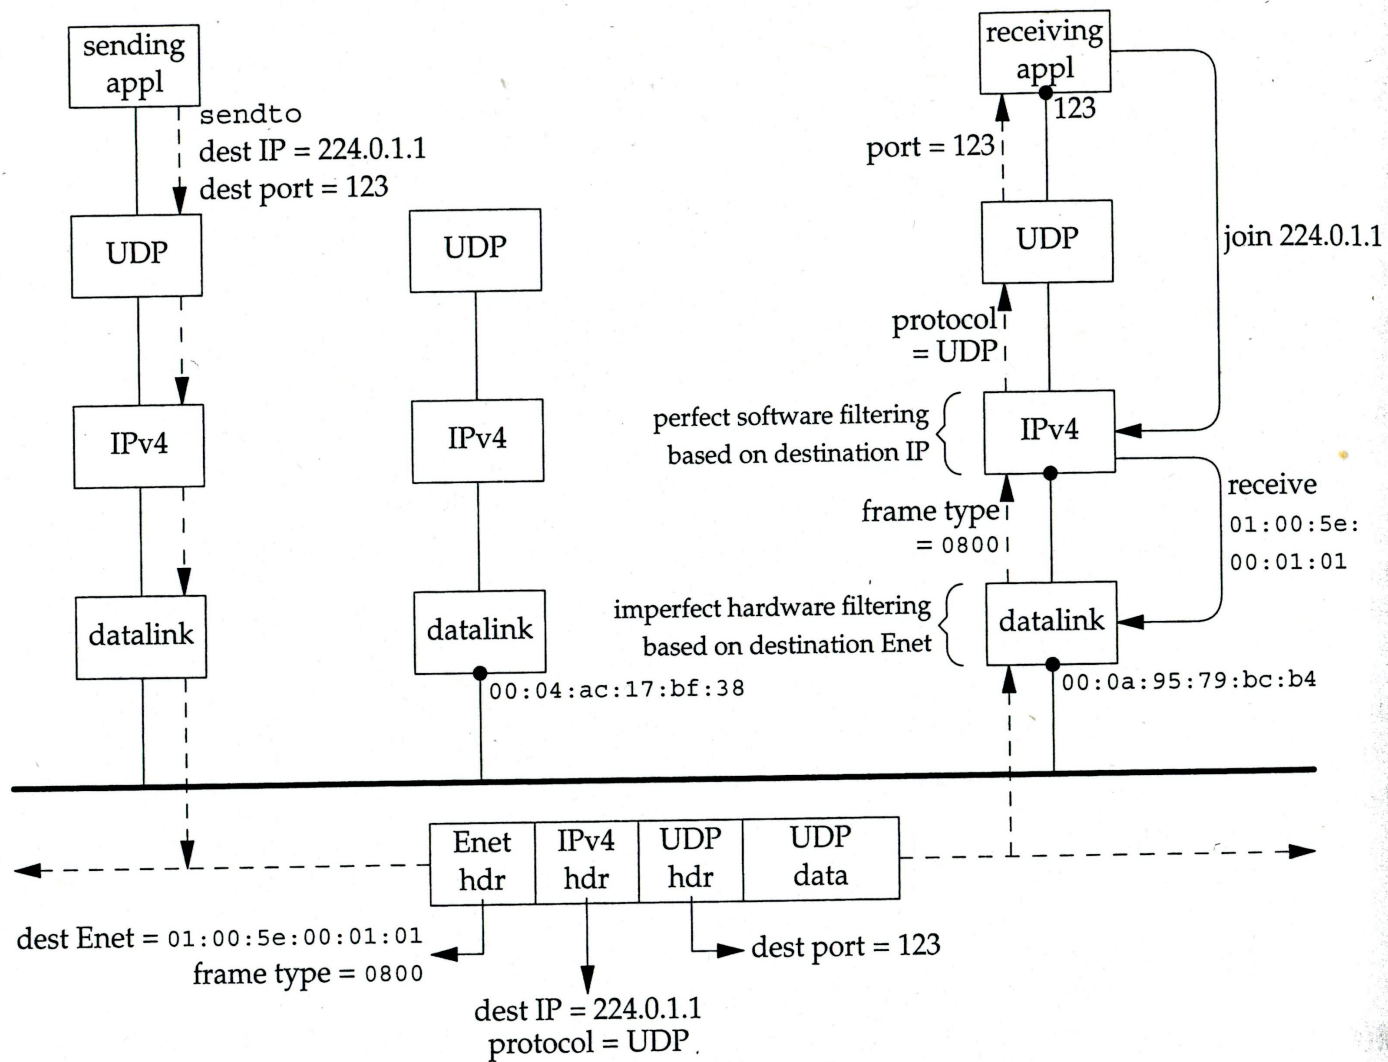 sending
appl
sendto
dest IP = 224.0.1.1
dest port = 123
UDP
IPv4
datalink
UDP
IPv4
datalink
00:04:ac:17:bf:38
receiving
appl
123
port = 123
UDP
join 224.0.1.1
protocol
= UDP
perfect software filtering
based on destination IP
IPv4
receive
01:00:5e:
00:01:01
frame type
= 0800
imperfect hardware filtering
based on destination Enet
datalink
00:0a:95:79:bc:b4
Enet
hdr
IPv4
hdr
UDP
hdr
UDP
data
dest Enet = 01:00:5e:00:01:01
frame type = 0800
dest port = 123
dest IP = 224.0.1.1
protocol = UDP